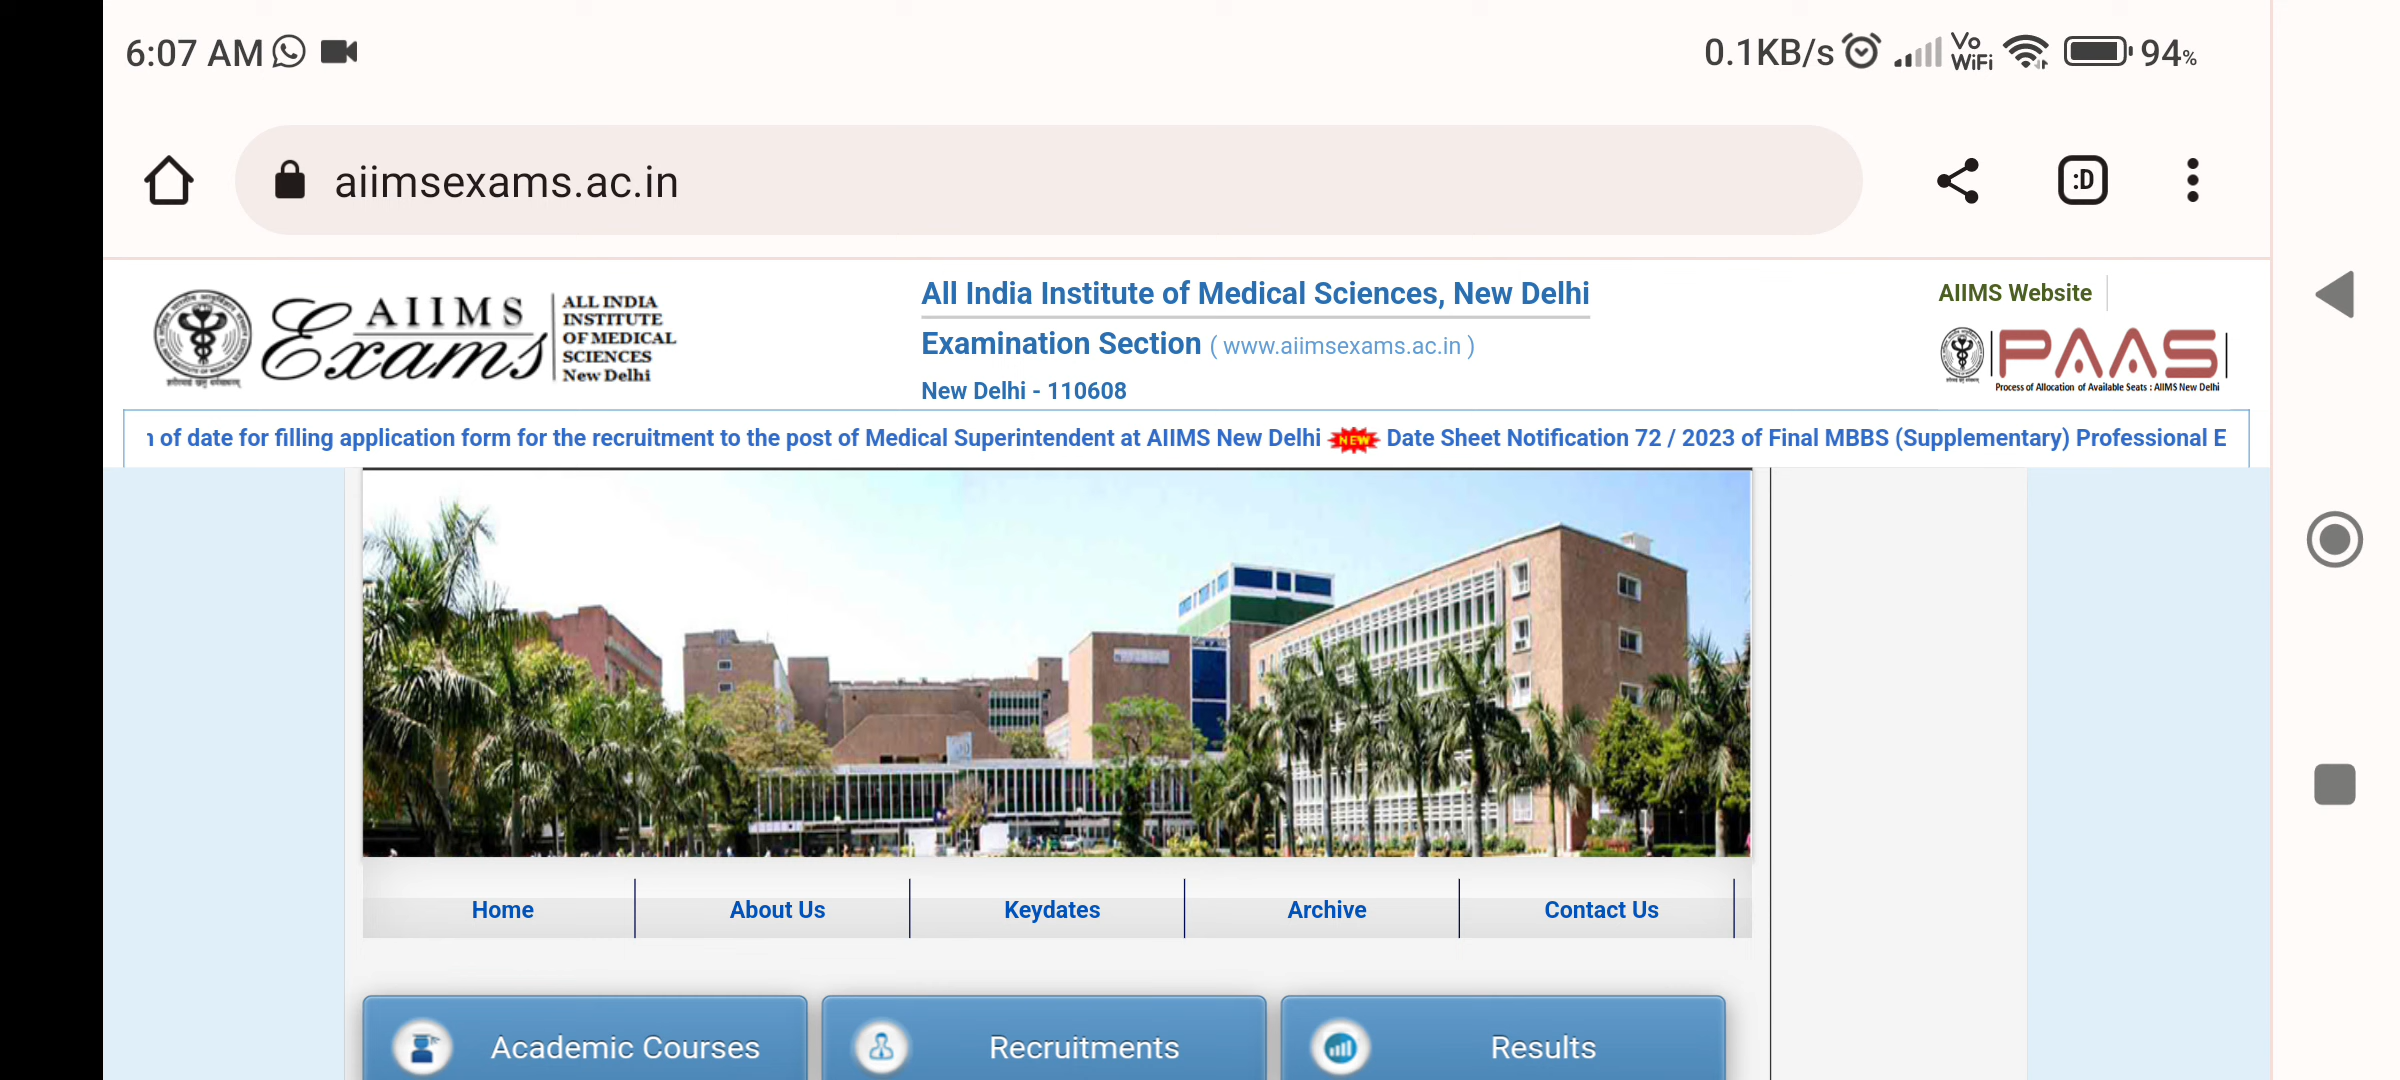 6:07 AM
0.1KB/s Vo WiFi 94%
aiimsexams.ac.in
:D
AIIMS
Exams
ALL INDIA
INSTITUTE
OF MEDICAL
SCIENCES
New Delhi
All India Institute of Medical Sciences, New Delhi
Examination Section ( www.aiimsexams.ac.in )
New Delhi - 110608
AIIMS Website
PAAS
Process of Allocation of Available Seats : AIIMS New Delhi
of date for filling application form for the recruitment to the post of Medical Superintendent at AIIMS New Delhi NEW Date Sheet Notification 72 / 2023 of Final MBBS (Supplementary) Professional E
Home About Us Keydates Archive Contact Us
Academic Courses Recruitments Results